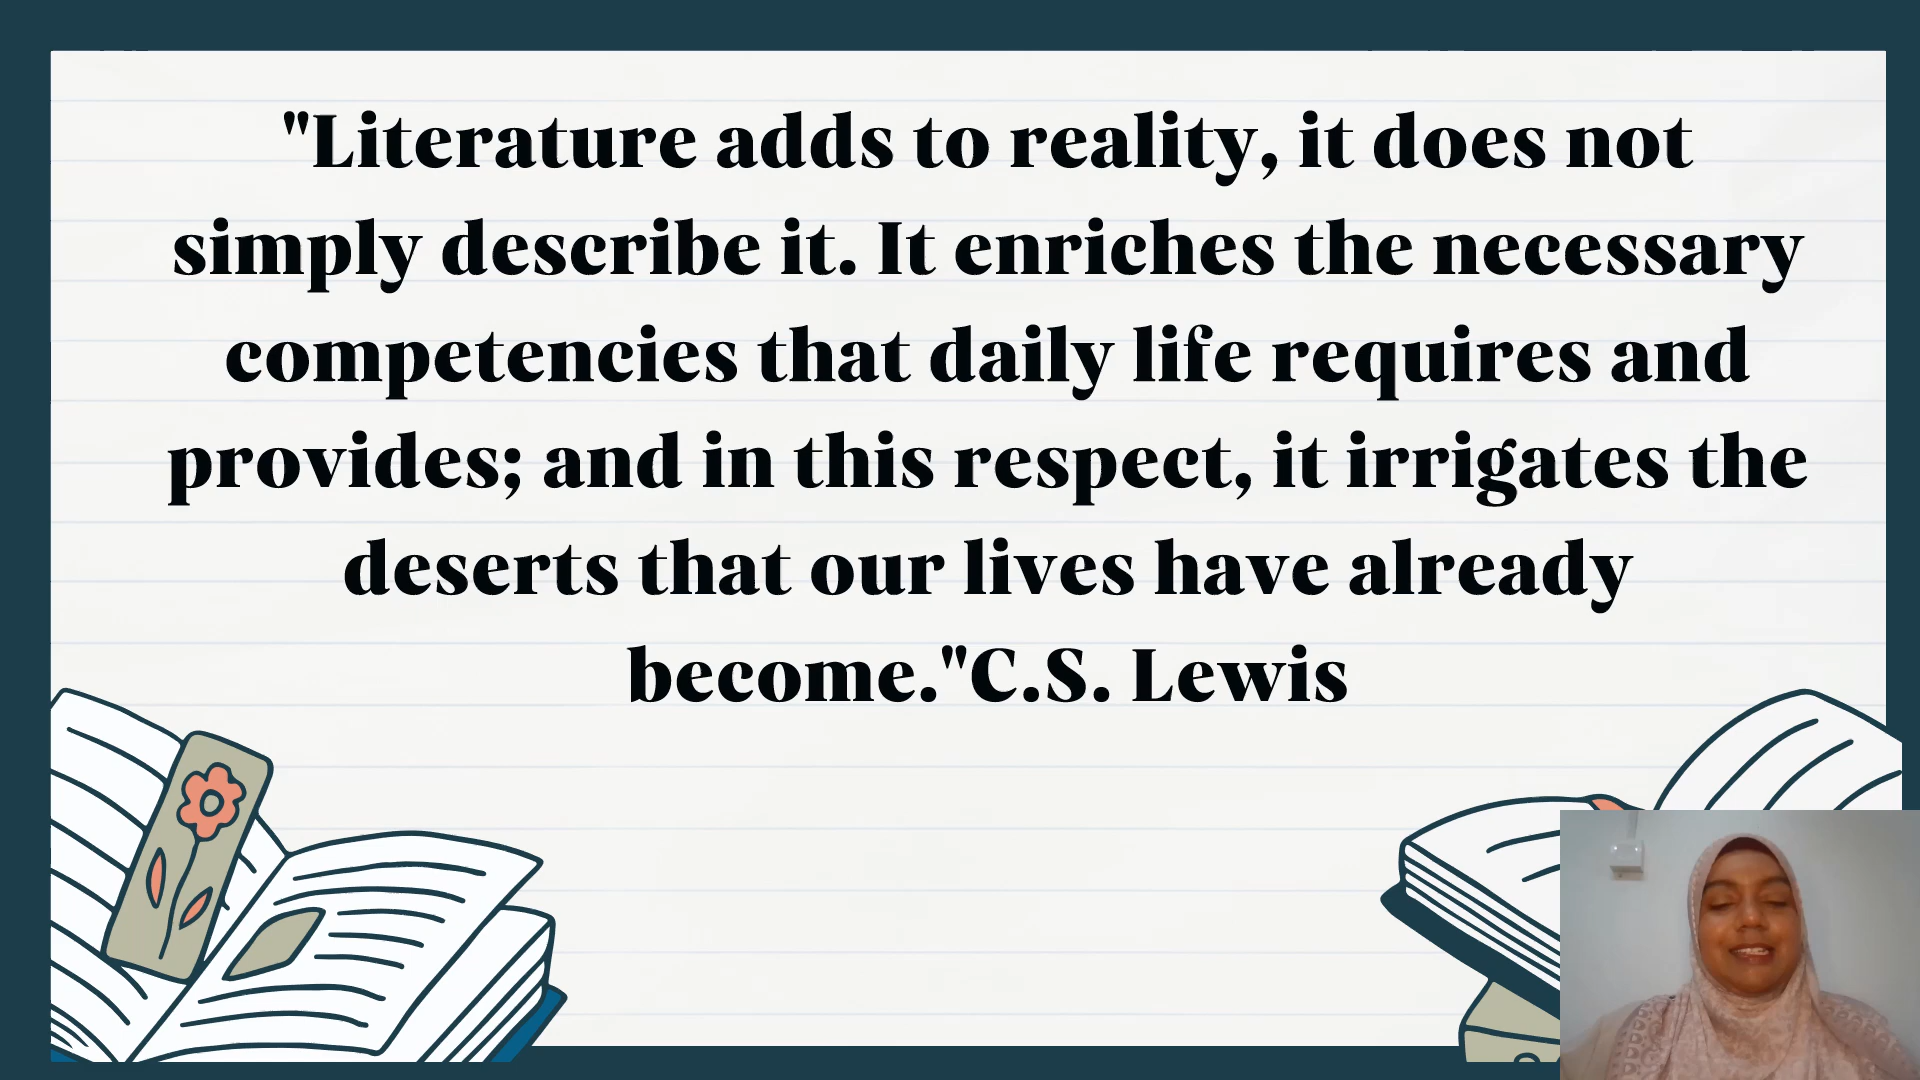 "Literature adds to reality, it does not
simply describe it. It enriches the necessary
competencies that daily life requires and
provides; and in this respect, it irrigates the
deserts that our lives have already
become."C.S. Lewis